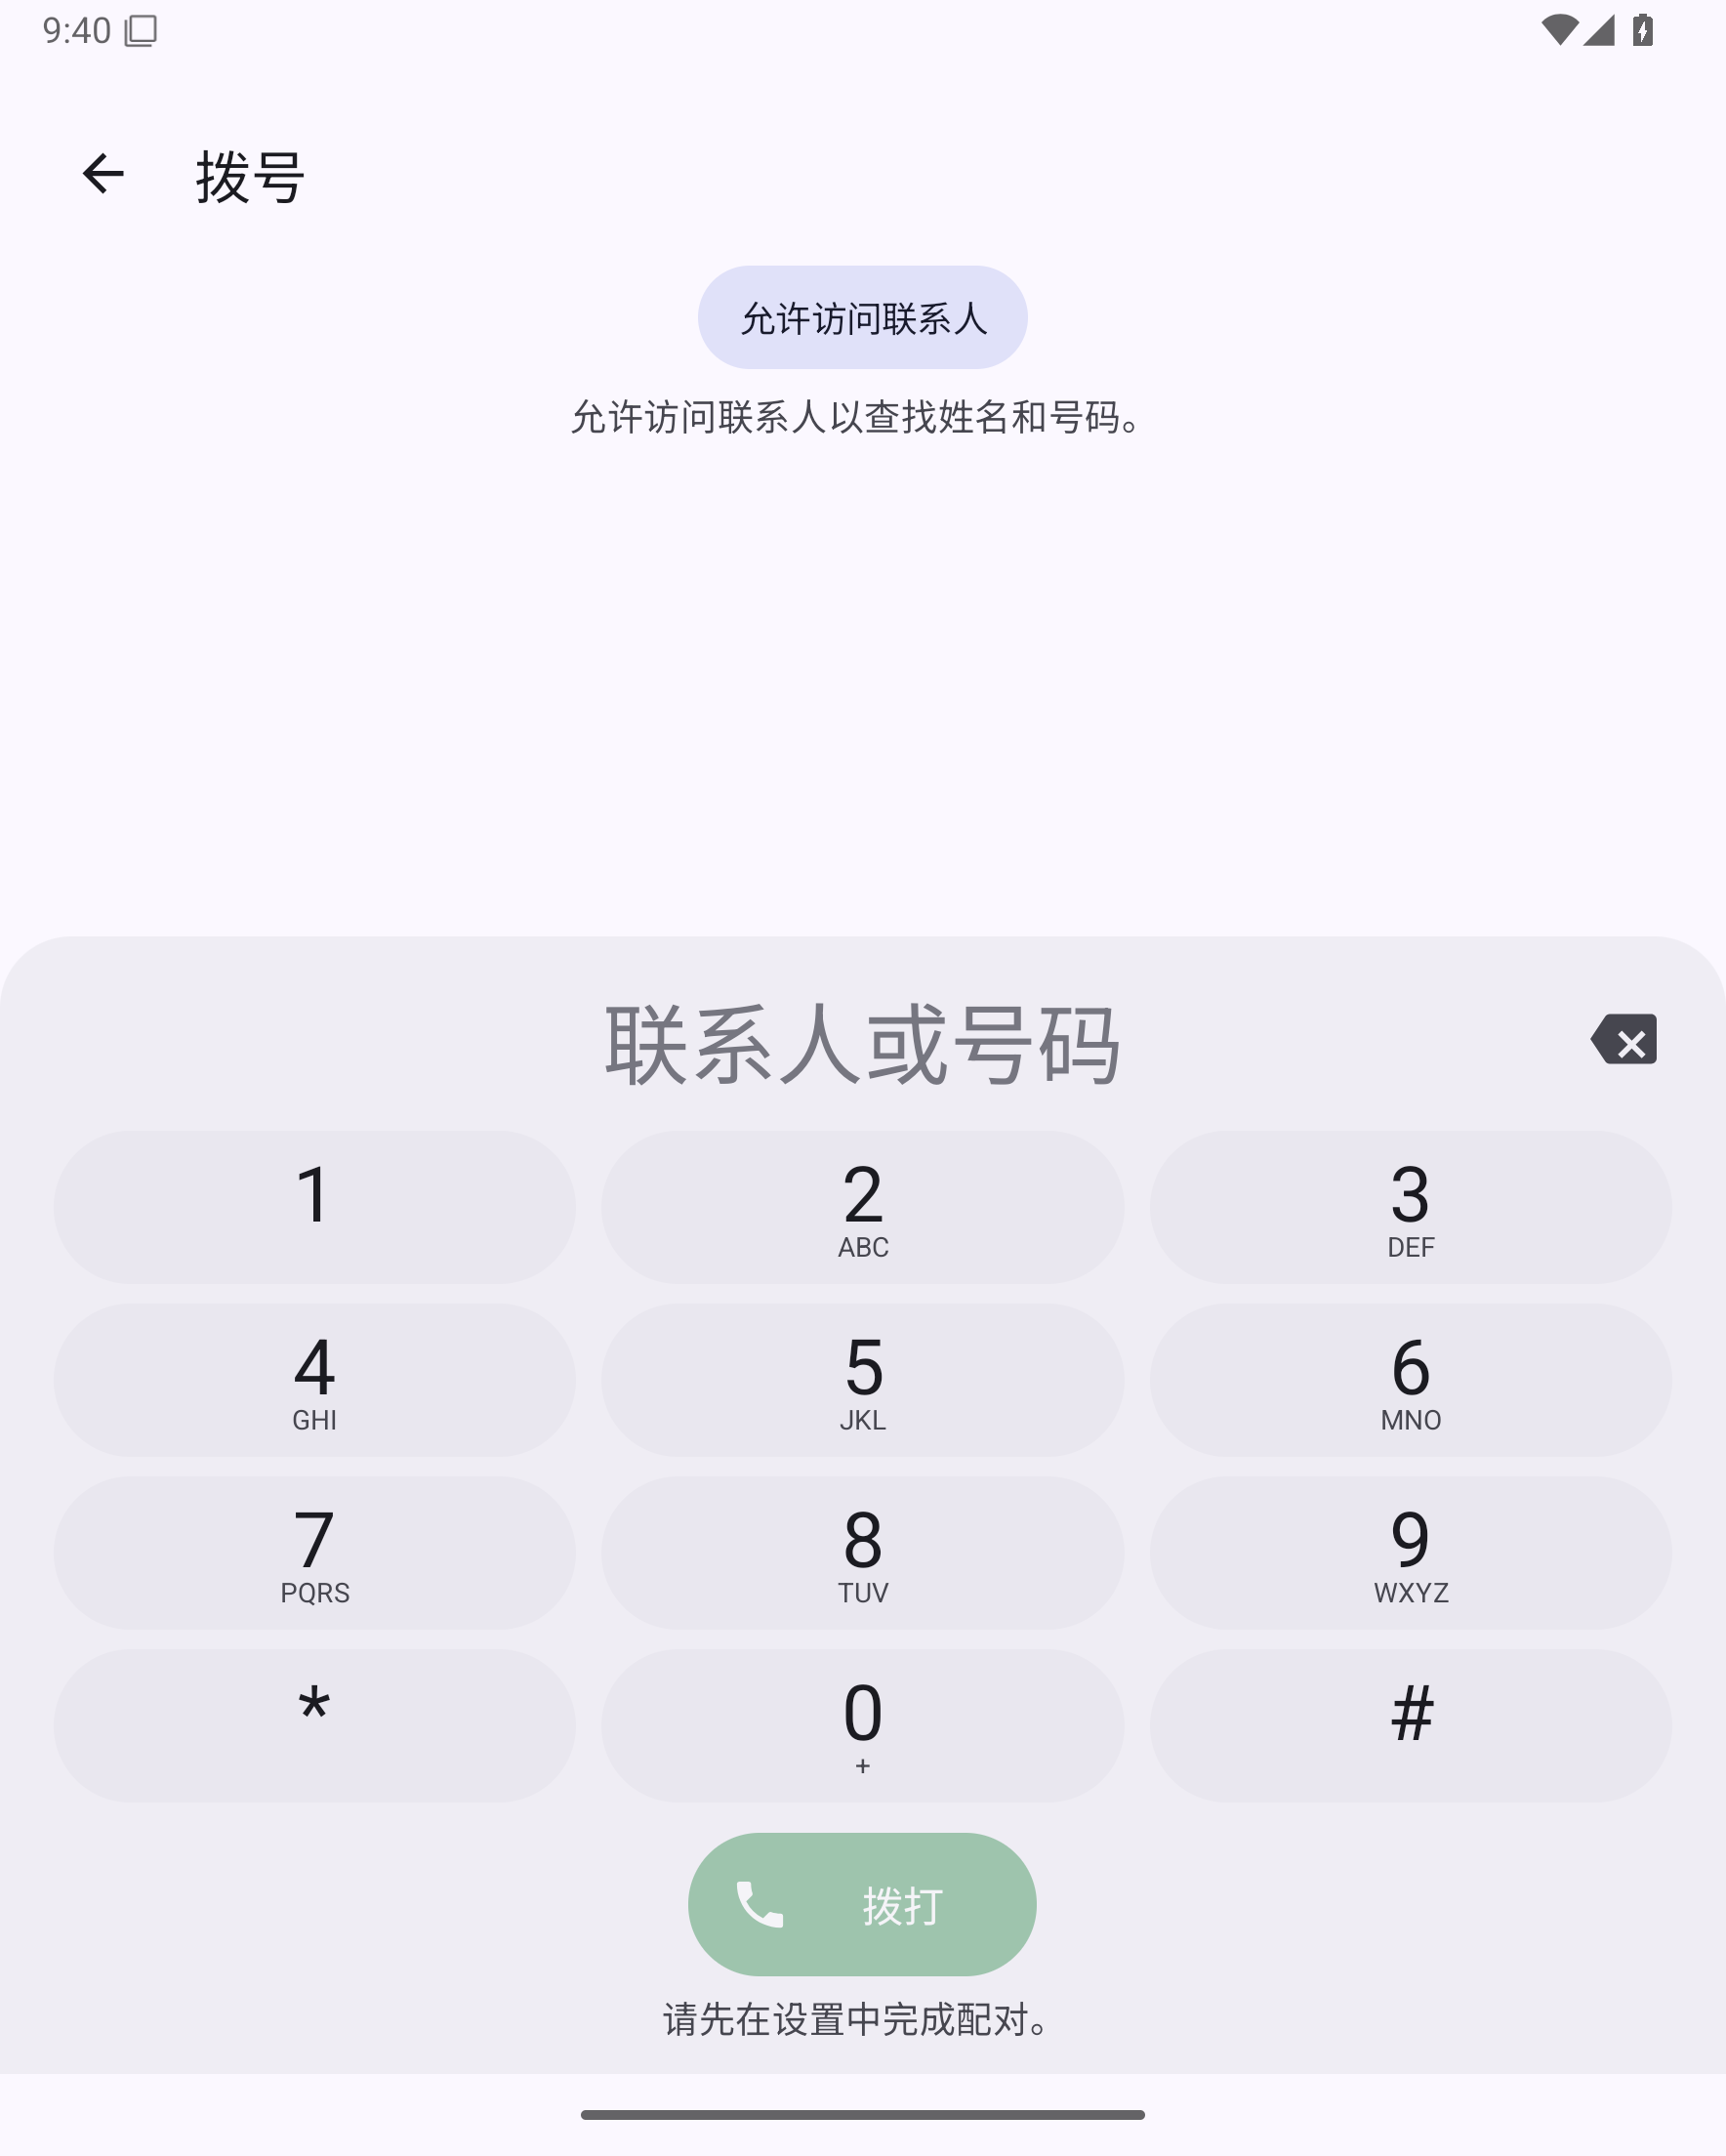 9:40
拨号
允许访问联系人
允许访问联系人以查找姓名和号码。
联系人或号码
1
2
3
ABC
DEF
4
5
6
GHI
JKL
MNO
7
8
9
PQRS
TUV
WXYZ
*
0
#
+
拨打
请先在设置中完成配对。